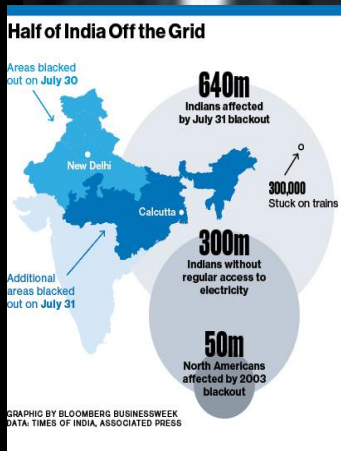 Half of India Off the Grid
Areas blacked
out on July 30
640m
Indians affected
by July 31 blackout
New Delhi
300,000
Stuck on trains
Calcutta
300m
Indians without
regular access to
electricity
Additional
areas blacked
out on July 31
50m
North Americans
affected by 2003
blackout
GRAPHIC BY BLOOMBERG BUSINESSWEEK
DATA: TIMES OF INDIA, ASSOCIATED PRESS